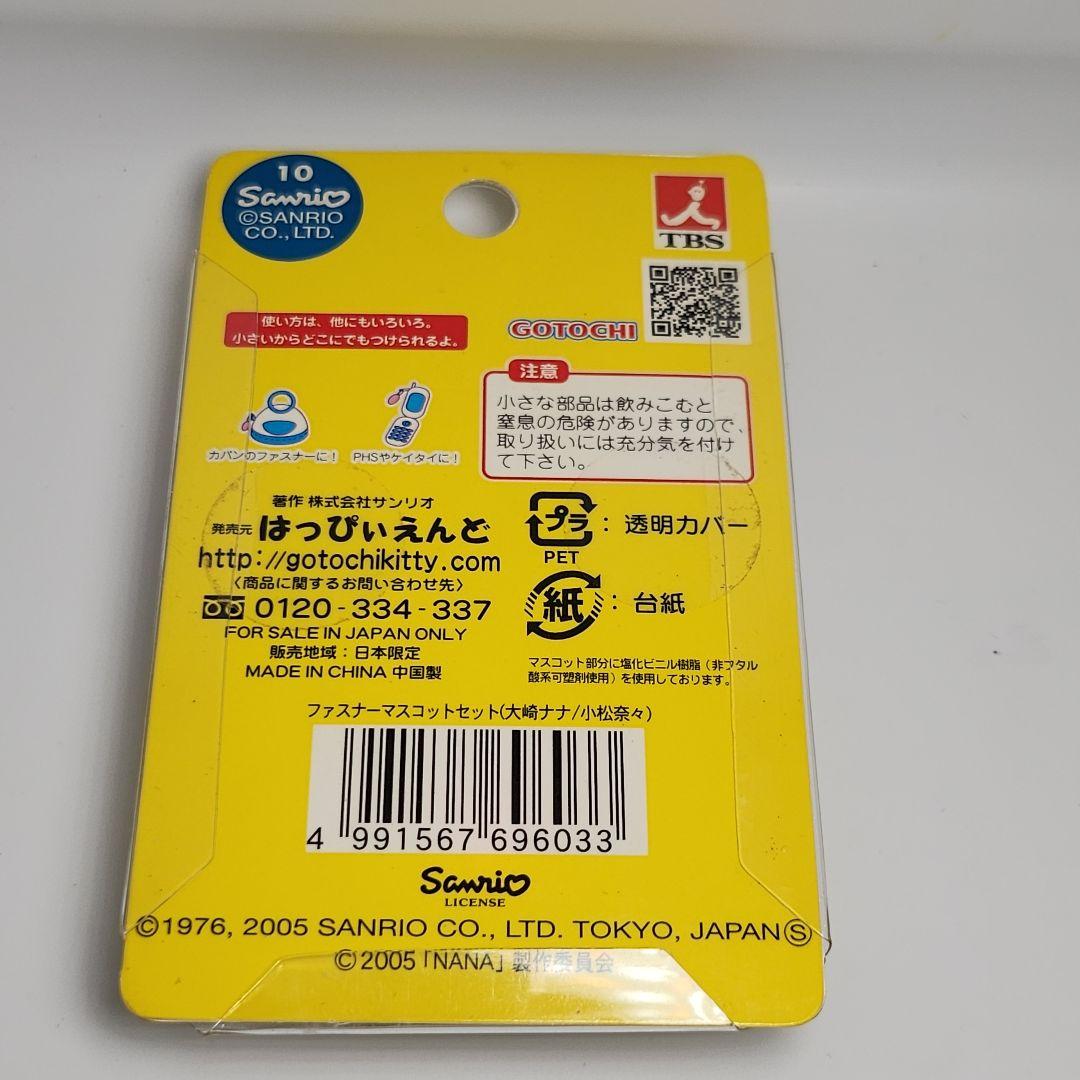 10
Sanrio
©SANRIO
CO., LTD.
TBS
使い方は、他にもいろいろ。
小さいからどこにでもつけられるよ。
GOTOCHI
注意
小さな部品は飲みこむと
窒息の危険がありますので、
取り扱いには充分気を付け
て下さい。
カバンのファスナーに!
PHSやケイタイに!
著作 株式会社サンリオ
発売元 はっぴぃえんど
http://gotochikitty.com
〈商品に関するお問い合わせ先〉
0120-334-337
FOR SALE IN JAPAN ONLY
販売地域:日本限定
MADE IN CHINA 中国製
プラ : 透明カバー
PET
紙 : 台紙
マスコット部分に塩化ビニル樹脂(非フタル
酸系可塑剤使用)を使用しております。
ファスナーマスコットセット(大崎ナナ/小松奈々)
4 991567 696033
Sanrio
LICENSE
©1976, 2005 SANRIO CO., LTD. TOKYO, JAPAN Ⓢ
©2005「NANA」製作委員会